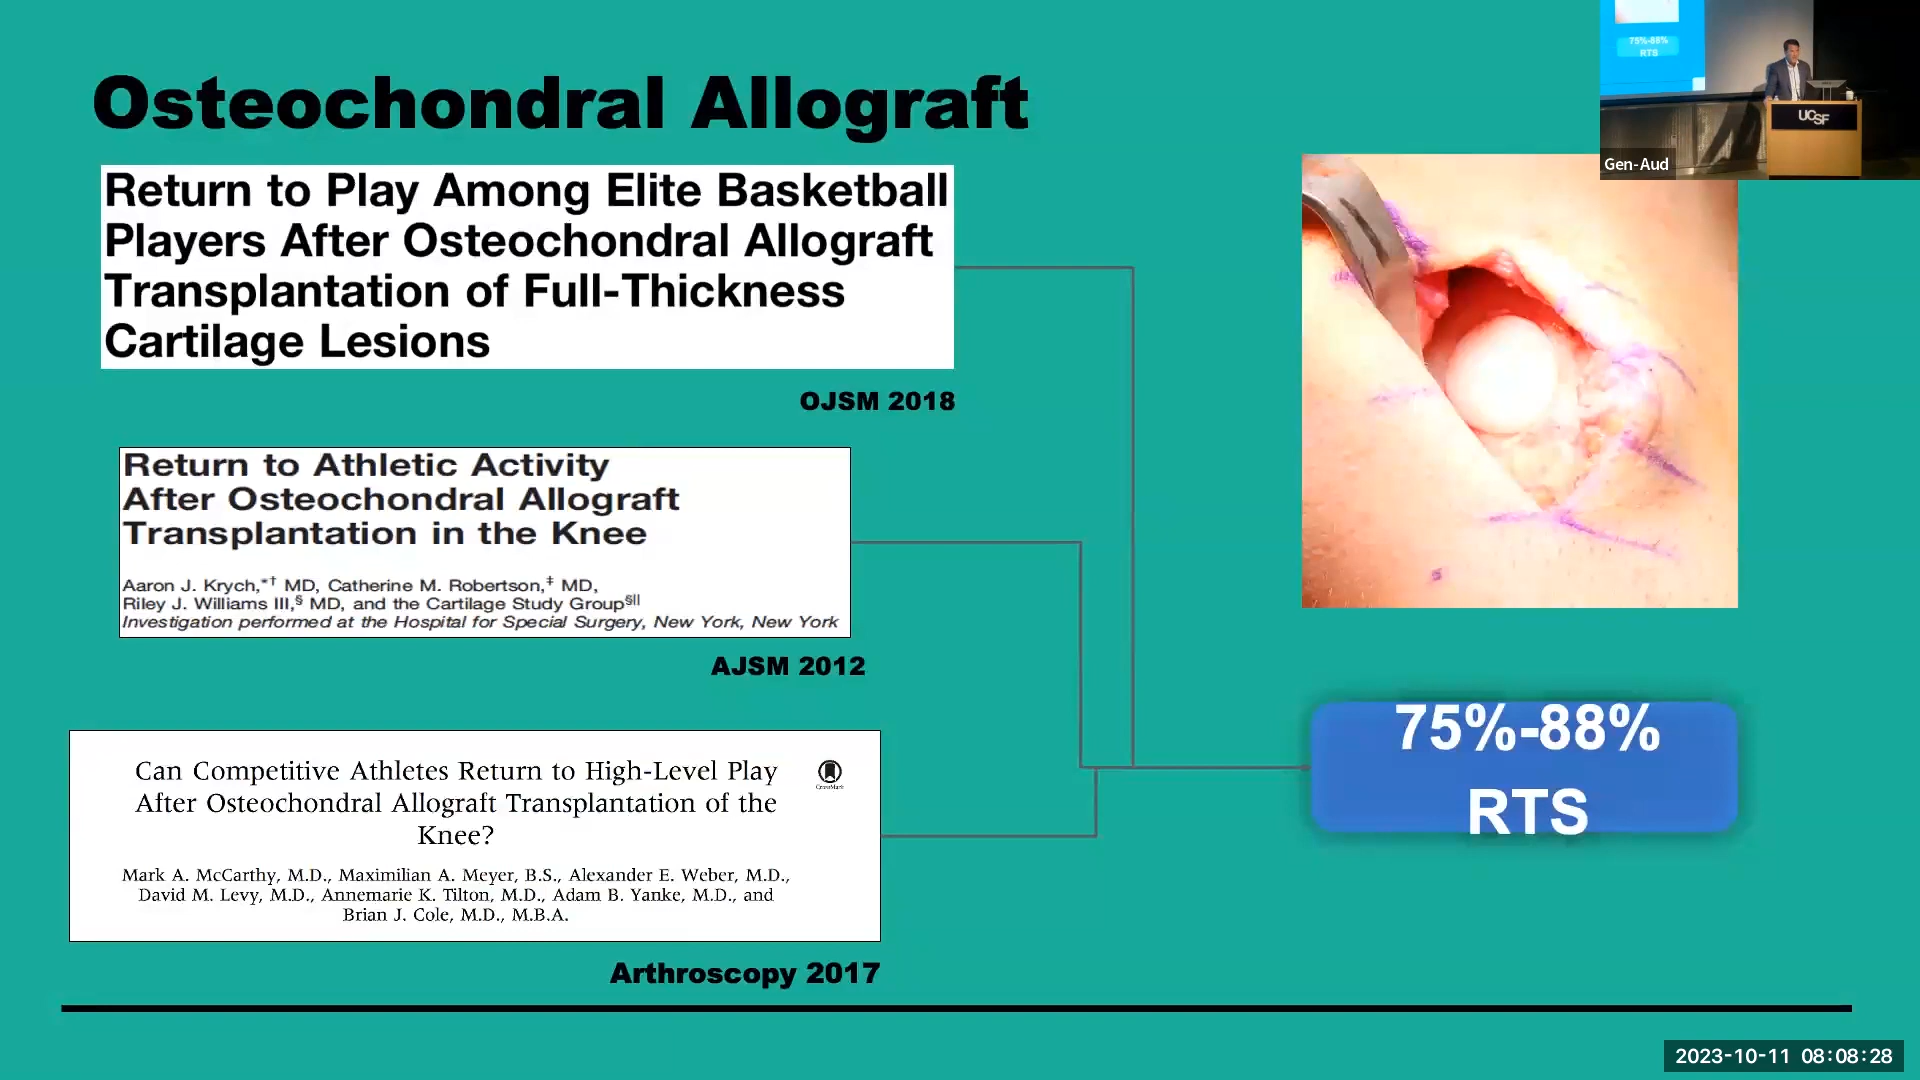 Osteochondral Allograft
Return to Play Among Elite Basketball
Players After Osteochondral Allograft
Transplantation of Full-Thickness
Cartilage Lesions
OJSM 2018
Return to Athletic Activity
After Osteochondral Allograft
Transplantation in the Knee
Aaron J. Krych,*† MD, Catherine M. Robertson,‡ MD,
Riley J. Williams III,§ MD, and the Cartilage Study Group§||
Investigation performed at the Hospital for Special Surgery, New York, New York
AJSM 2012
Can Competitive Athletes Return to High-Level Play
After Osteochondral Allograft Transplantation of the
Knee?
CrossMark
Mark A. McCarthy, M.D., Maximilian A. Meyer, B.S., Alexander E. Weber, M.D.,
David M. Levy, M.D., Annemarie K. Tilton, M.D., Adam B. Yanke, M.D., and
Brian J. Cole, M.D., M.B.A.
Arthroscopy 2017
75%-88%
RTS
75%-88%
RTS
UCSF
Gen-Aud
2023-10-11 08:08:28